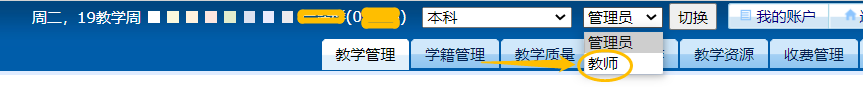 周二，19教学周 (0 ) 本科 管理员 切换 我的账户
管理员
教学管理 学籍管理 教学质量 教学资源 收费管理
教师